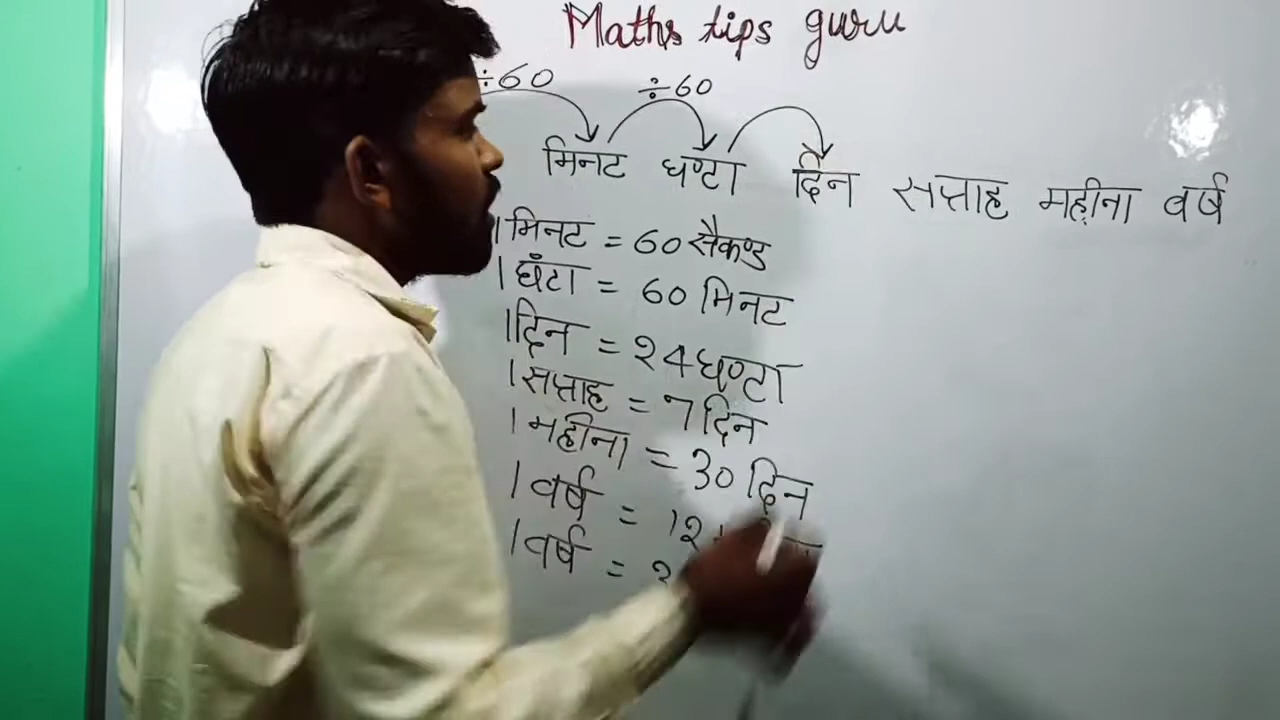 Maths tips guru
÷60 ÷60
मिनट घण्टा दिन सप्ताह महीना वर्ष
1 मिनट = 60 सैकण्ड
1 घँटा = 60 मिनट
1 दिन = 24 घण्टा
1 सप्ताह = 7 दिन
1 महीना = 30 दिन
1 वर्ष = 12
1 वर्ष =